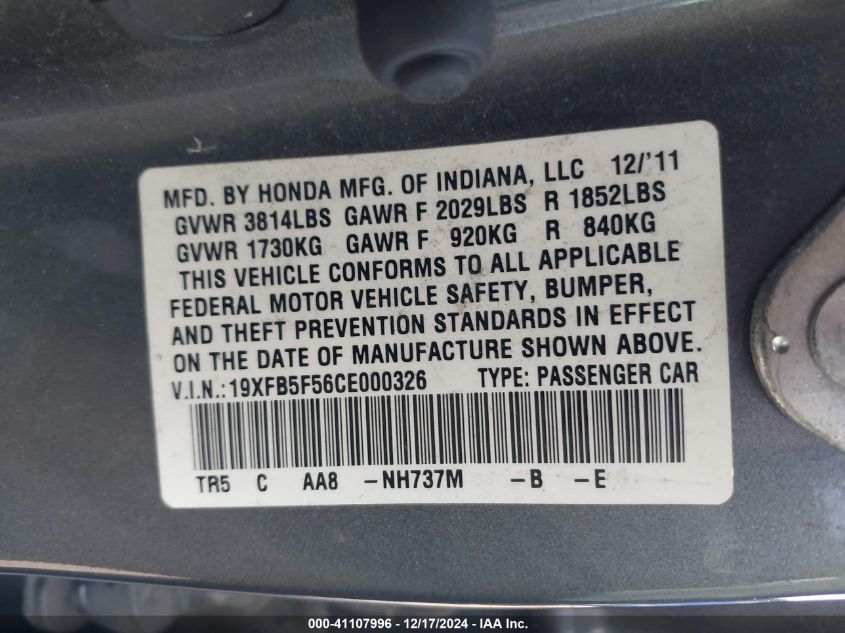 MFD. BY HONDA MFG. OF INDIANA, LLC 12/'11
GVWR 3814LBS GAWR F 2029LBS R 1852LBS
GVWR 1730KG GAWR F 920KG R 840KG
THIS VEHICLE CONFORMS TO ALL APPLICABLE
FEDERAL MOTOR VEHICLE SAFETY, BUMPER,
AND THEFT PREVENTION STANDARDS IN EFFECT
ON THE DATE OF MANUFACTURE SHOWN ABOVE.
V.I.N.: 19XFB5F56CE000326 TYPE: PASSENGER CAR
TR5 C AA8 -NH737M -B -E
000-41107996 - 12/17/2024 - IAA Inc.